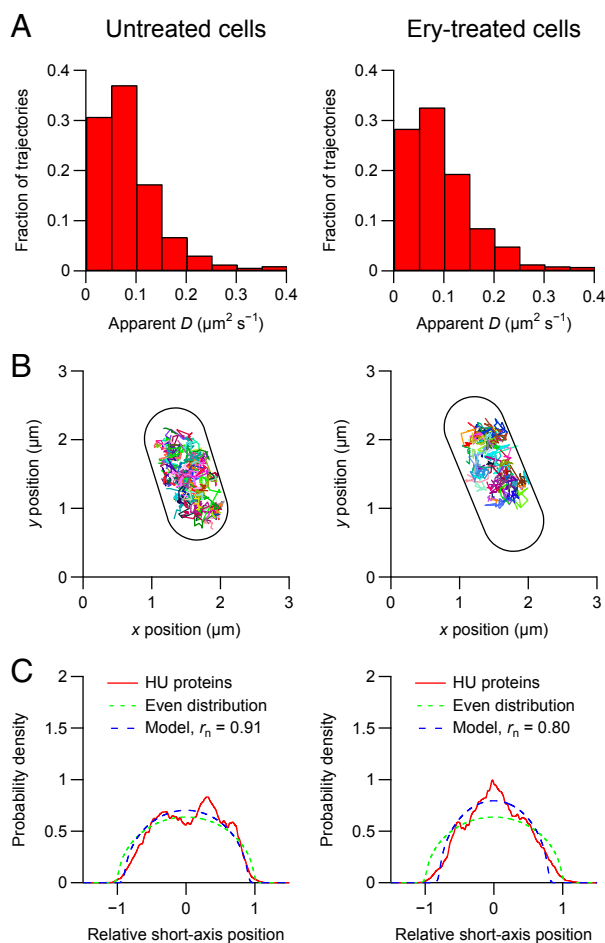 A
Untreated cells
Ery-treated cells
Fraction of trajectories
0.4
0.3
0.2
0.1
0
0 0.1 0.2 0.3 0.4
Apparent D (µm² s⁻¹)
Fraction of trajectories
0.4
0.3
0.2
0.1
0
0 0.1 0.2 0.3 0.4
Apparent D (µm² s⁻¹)
B
y position (µm)
3
2
1
0
0 1 2 3
x position (µm)
y position (µm)
3
2
1
0
0 1 2 3
x position (µm)
C
Probability density
2
1.5
1
0.5
0
HU proteins
Even distribution
Model, rn = 0.91
−1 0 1
Relative short-axis position
Probability density
2
1.5
1
0.5
0
HU proteins
Even distribution
Model, rn = 0.80
−1 0 1
Relative short-axis position